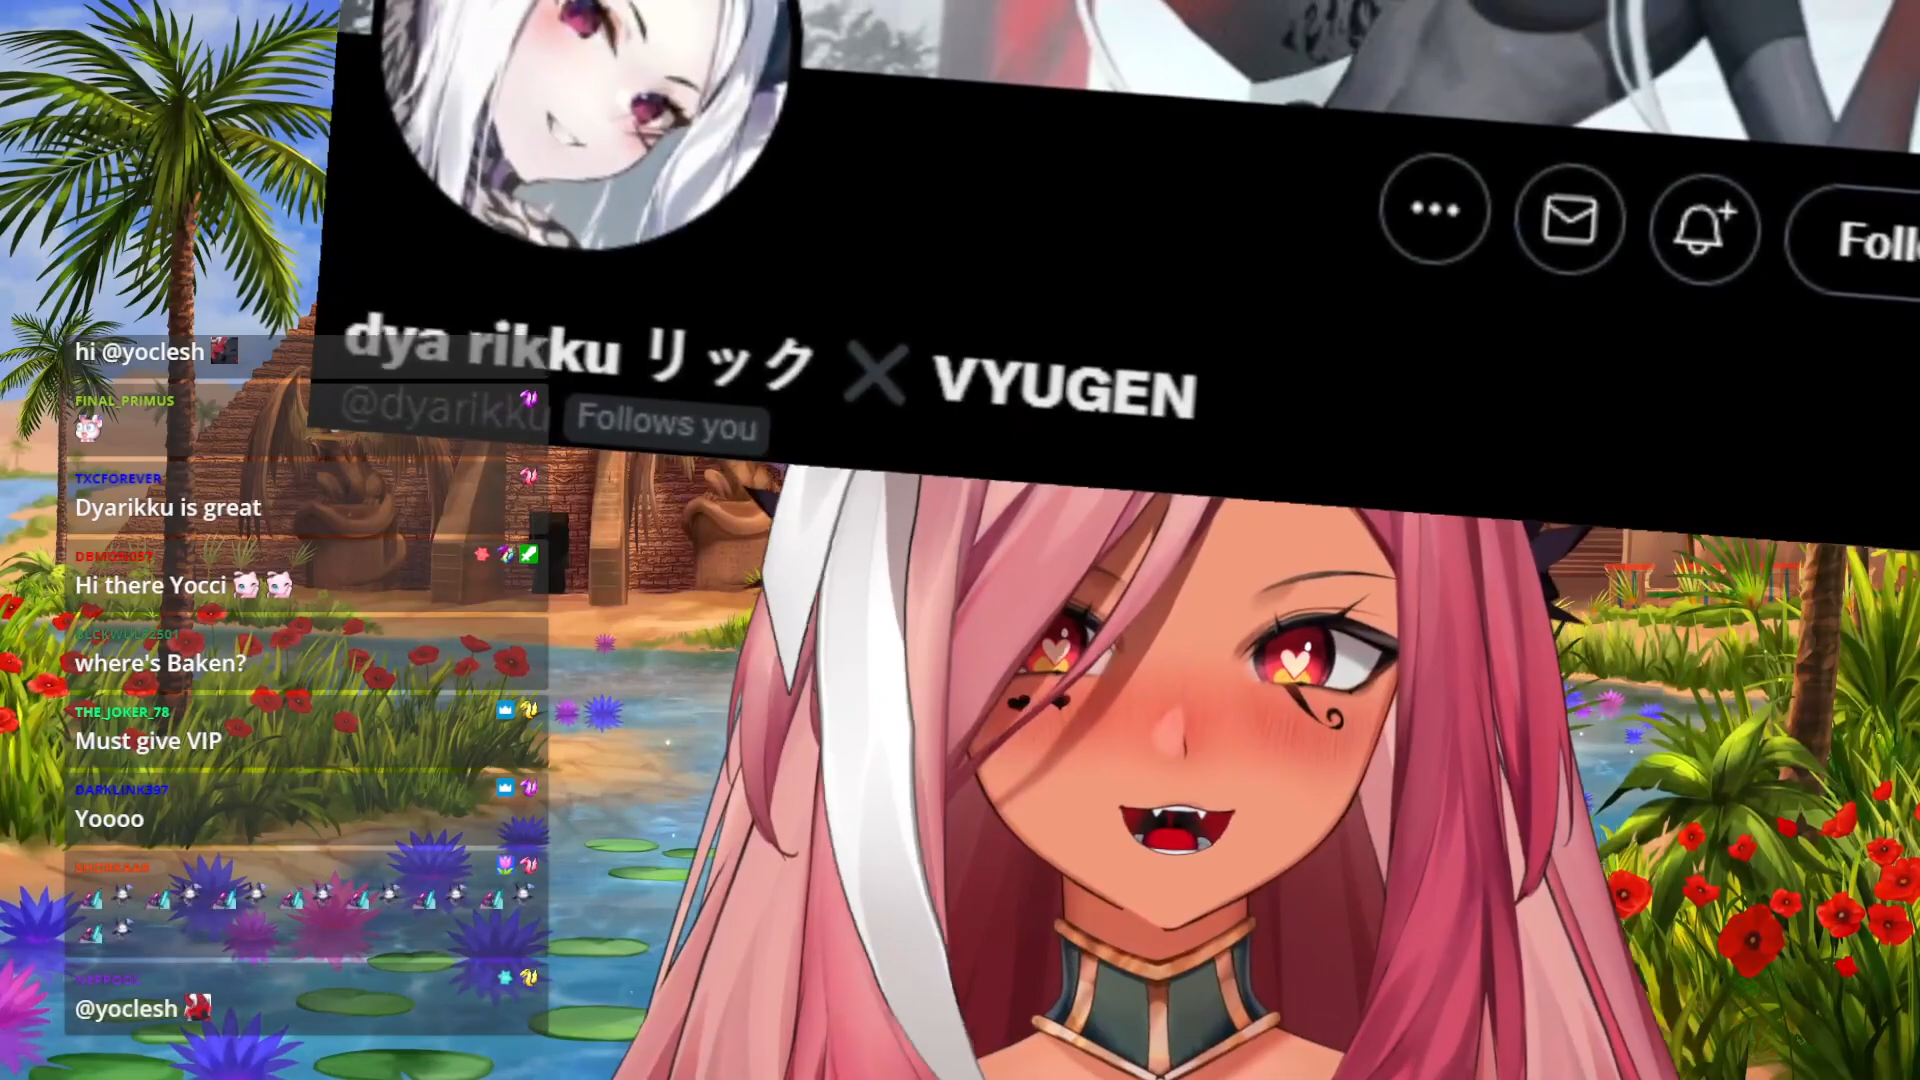 dya rikku リック × VYUGEN
@dyarikku Follows you
hi @yoclesh
FINAL_PRIMUS
TXCFOREVER
Dyarikku is great
Hi there Yocci
where's Baken?
THE_JOKER_78
Must give VIP
DARKLINK397
Yoooo
@yoclesh